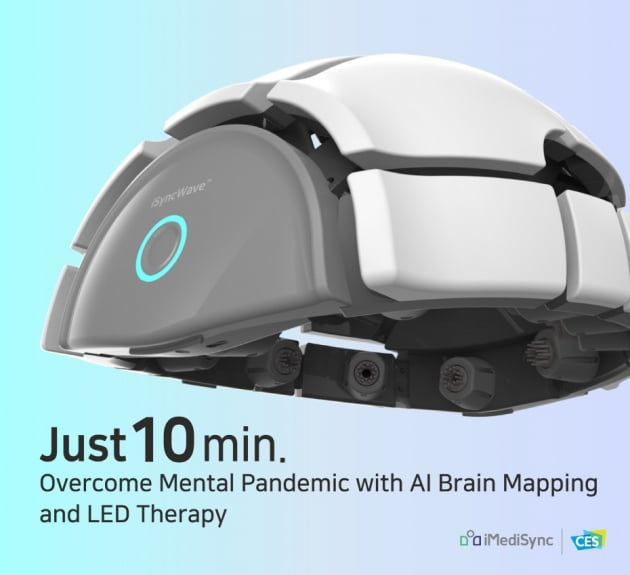 iSyncWave™
Just 10 min.
Overcome Mental Pandemic with AI Brain Mapping
and LED Therapy
iMediSync
CES